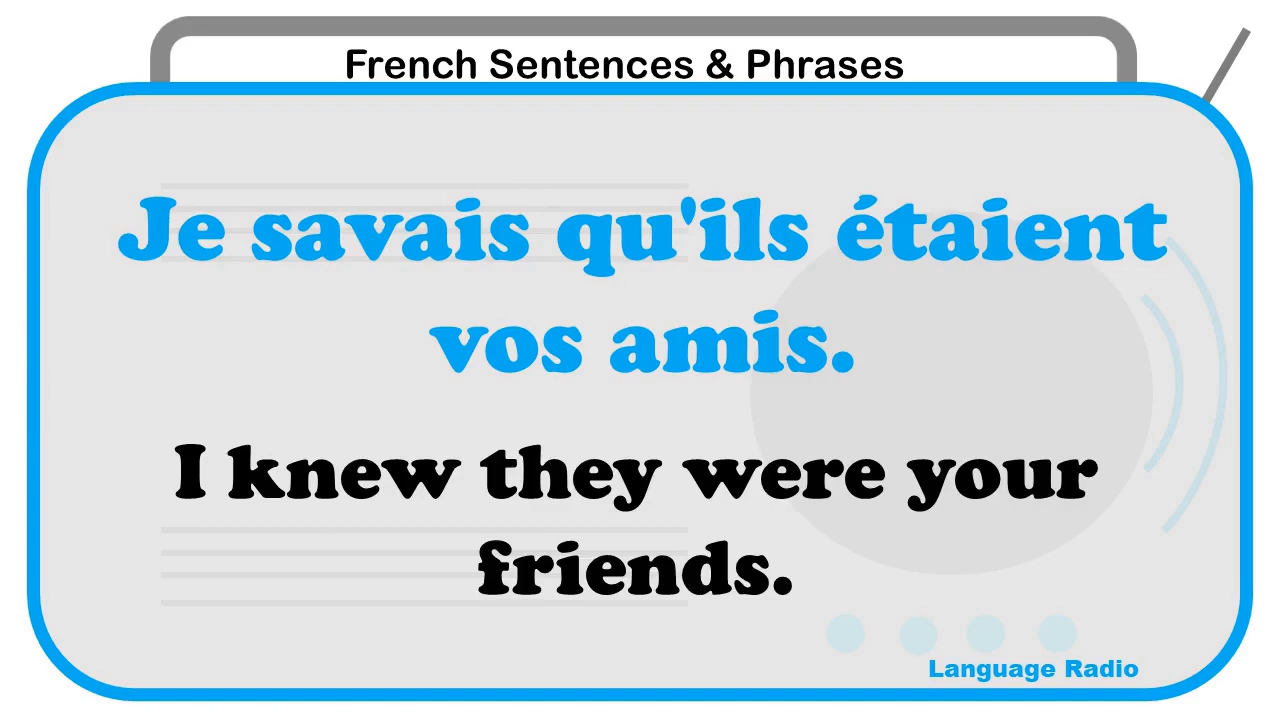 French Sentences & Phrases
Je savais qu'ils étaient
vos amis.
I knew they were your
friends.
Language Radio